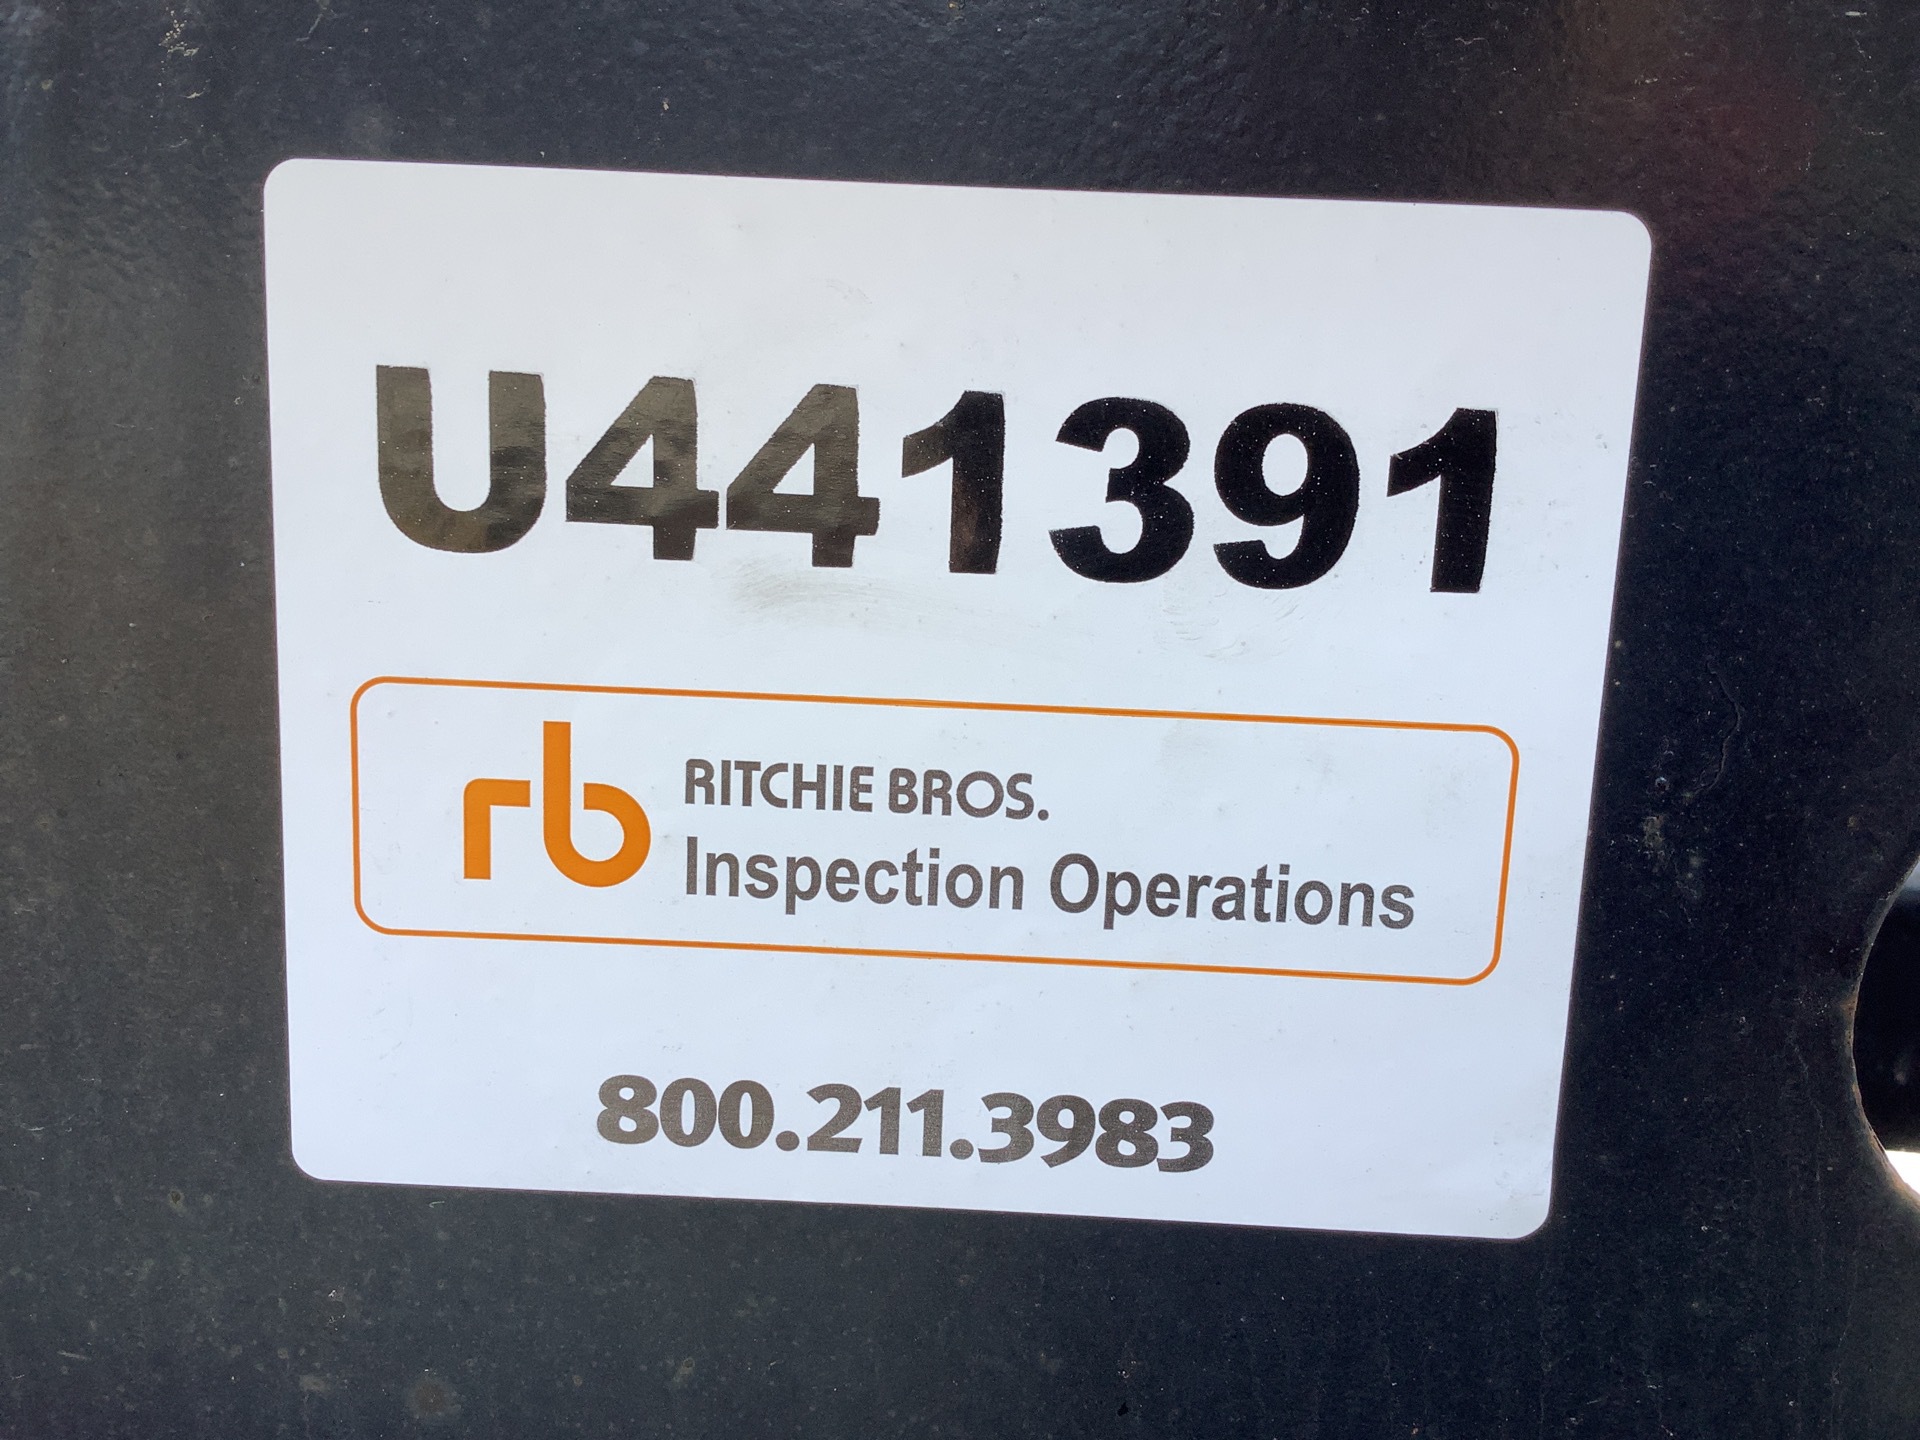 U441391
rb RITCHIE BROS.
Inspection Operations
800.211.3983